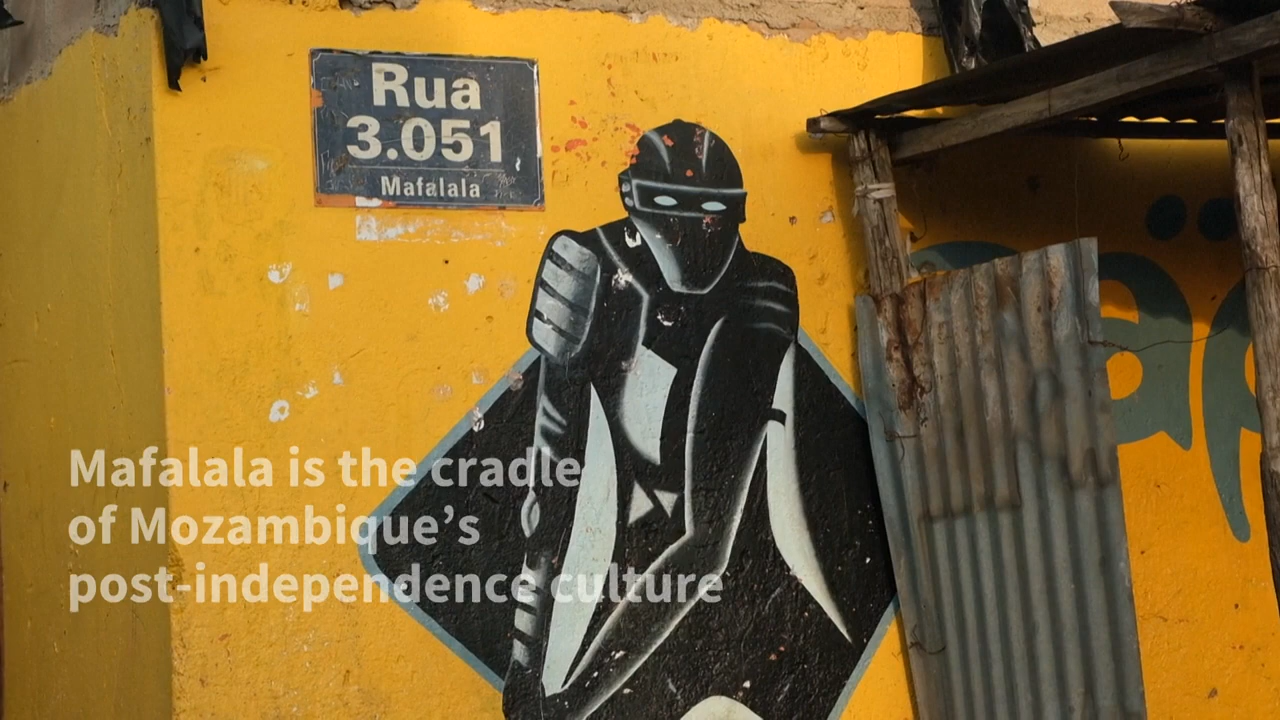 Rua
3.051
Mafalala
Mafalala is the cradle
of Mozambique’s
post-independence culture